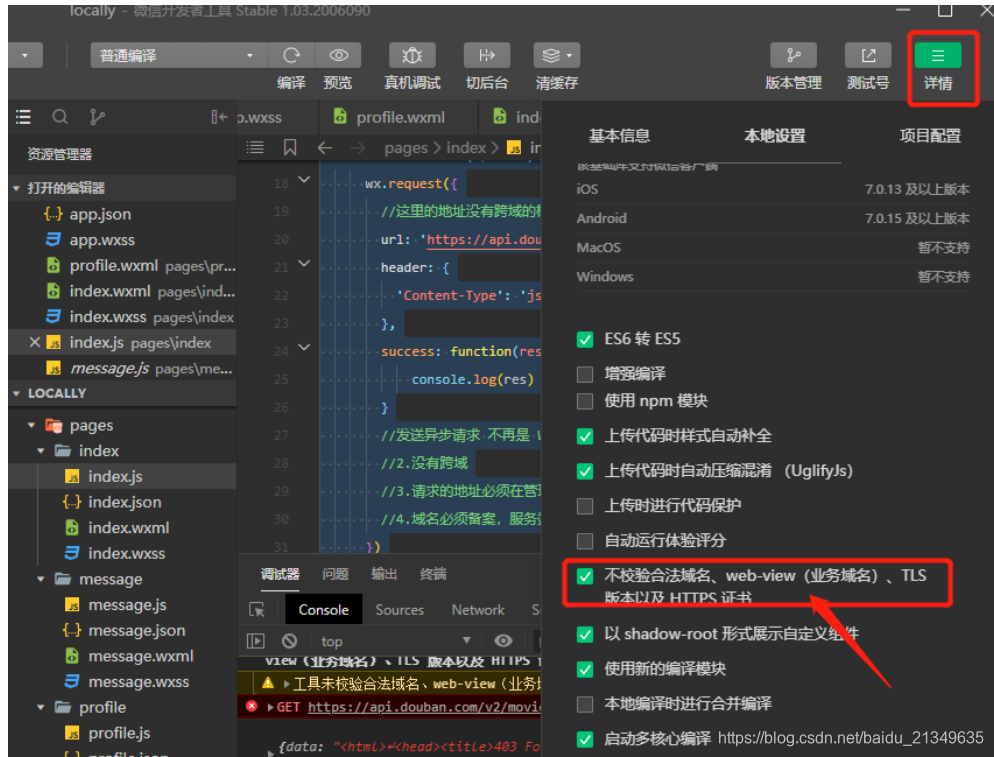 locally - 微信开发者工具 Stable 1.03.2006090
普通编译
编译
预览
真机调试
切后台
清缓存
版本管理
测试号
详情
资源管理器
打开的编辑器
{..} app.json
app.wxss
profile.wxml pages\pr...
index.wxml pages\ind...
index.wxss pages\index
index.js pages\index
message.js pages\me...
LOCALLY
pages
index
index.js
{..} index.json
index.wxml
index.wxss
message
message.js
{..} message.json
message.wxml
message.wxss
profile
profile.js
o.wxss
profile.wxml
ind
pages > index > JS in
18 wx.request({
19 //这里的地址没有跨域的
20 url: 'https://api.dou
21 header: {
22 'Content-Type': 'js
23 },
24 success: function(res
25 console.log(res)
26 }
27 //发送异步请求 不再是
28 //2.没有跨域
29 //3.请求的地址必须在管
30 //4.域名必须备案，服务
31 })
调试器
问题
输出
终端
Console
Sources
Network
S
top
view（业务域名）、TLS 版本以及 HTTPS
工具未校验合法域名、web-view（业务
GET https://api.douban.com/v2/movi
{data: "<html>↵<head><title>403 Fo
基本信息
本地设置
项目配置
该基础库支持微信客户端
iOS 7.0.13 及以上版本
Android 7.0.15 及以上版本
MacOS 暂不支持
Windows 暂不支持
ES6 转 ES5
增强编译
使用 npm 模块
上传代码时样式自动补全
上传代码时自动压缩混淆 （UglifyJs)
上传时进行代码保护
自动运行体验评分
不校验合法域名、web-view（业务域名）、TLS
版本以及 HTTPS 证书
以 shadow-root 形式展示自定义组件
使用新的编译模块
本地编译时进行合并编译
启动多核心编译
https://blog.csdn.net/baidu_21349635